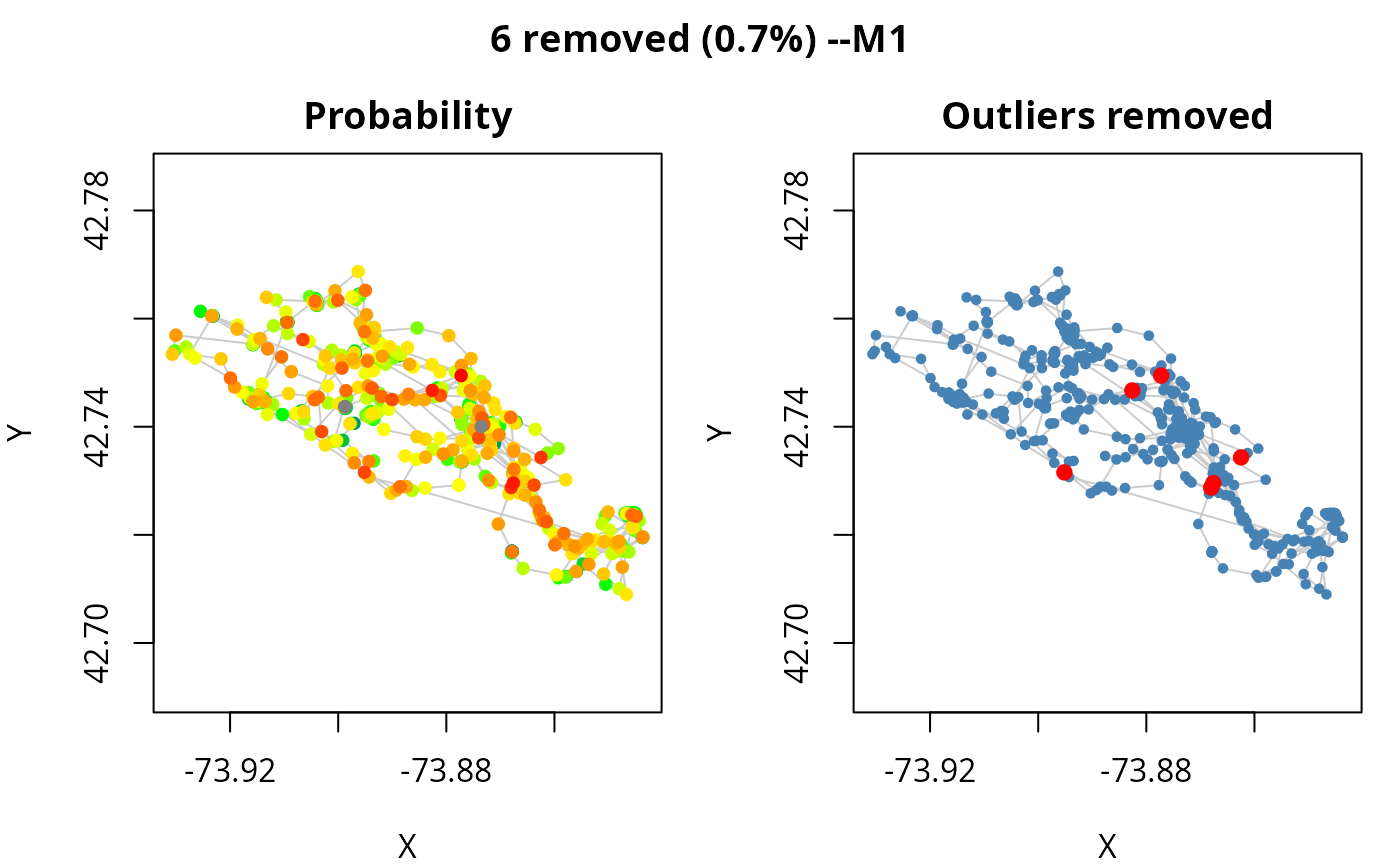 6 removed (0.7%) --M1
Probability
Outliers removed
42.78
42.74
42.70
Y
-73.92
-73.88
X
42.78
42.74
42.70
Y
-73.92
-73.88
X